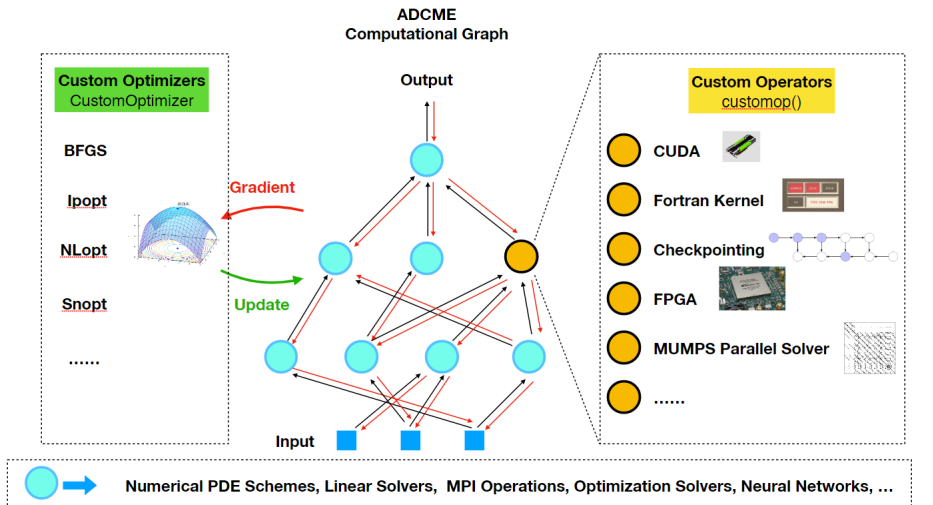 ADCME
Computational Graph
Custom Optimizers
CustomOptimizer
BFGS
Ipopt
NLopt
Snopt
......
Gradient
Update
Output
Input
Custom Operators
customop()
CUDA
Fortran Kernel
Checkpointing
FPGA
MUMPS Parallel Solver
......
Numerical PDE Schemes, Linear Solvers, MPI Operations, Optimization Solvers, Neural Networks, ...